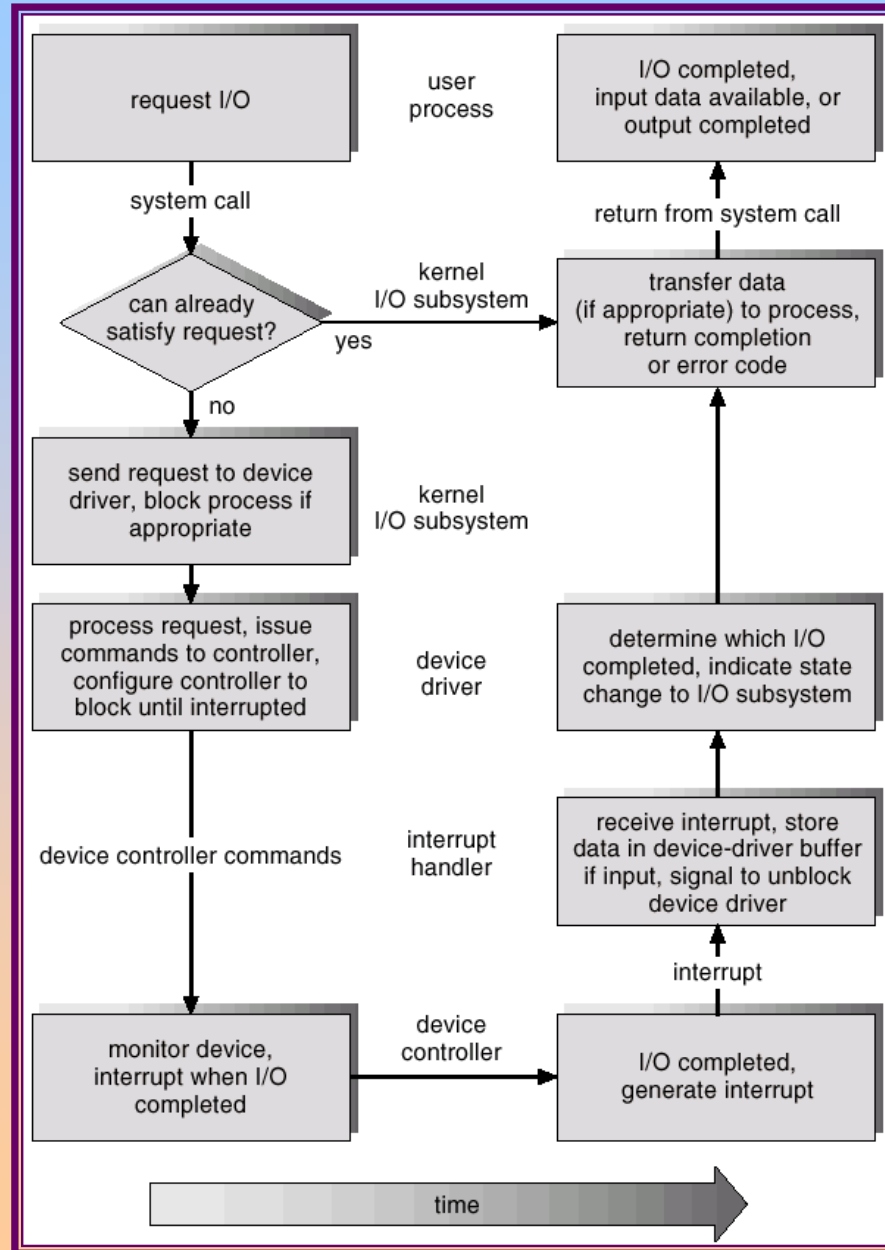 request I/O
user
process
I/O completed,
input data available, or
output completed
system call
return from system call
can already
satisfy request?
kernel
I/O subsystem
yes
transfer data
(if appropriate) to process,
return completion
or error code
no
send request to device
driver, block process if
appropriate
kernel
I/O subsystem
process request, issue
commands to controller,
configure controller to
block until interrupted
device
driver
determine which I/O
completed, indicate state
change to I/O subsystem
device controller commands
interrupt
handler
receive interrupt, store
data in device-driver buffer
if input, signal to unblock
device driver
interrupt
monitor device,
interrupt when I/O
completed
device
controller
I/O completed,
generate interrupt
time